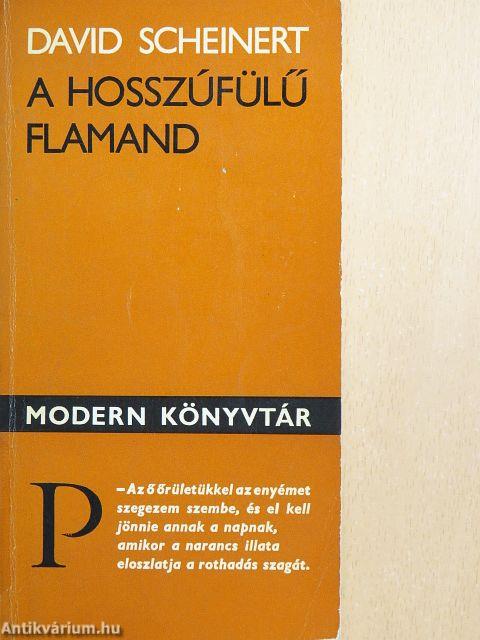 DAVID SCHEINERT
A HOSSZÚFÜLŰ
FLAMAND
MODERN KÖNYVTÁR
P
– Az ő őrületükkel az enyémet
szegezem szembe, és el kell
jönnie annak a napnak,
amikor a narancs illata
eloszlatja a rothadás szagát.
Antikvárium.hu